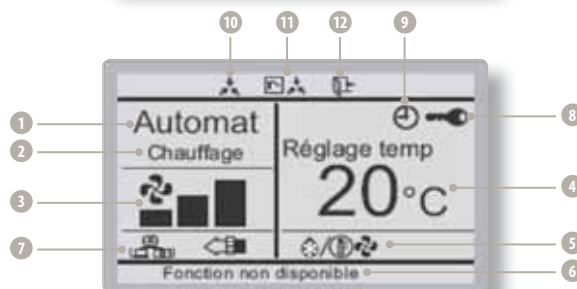 10 11 12 9
1 Automat 8
2 Chauffage Réglage temp
3 20°C 4
7 5
Fonction non disponible 6